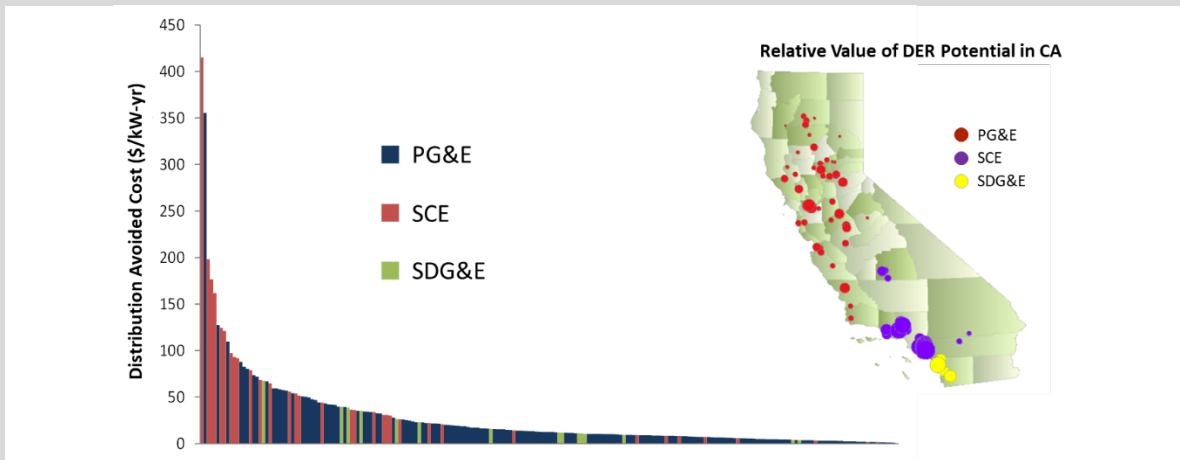 450
400
350
300
250
200
150
100
50
0
Distribution Avoided Cost ($/kW-yr)
PG&E
SCE
SDG&E
Relative Value of DER Potential in CA
PG&E
SCE
SDG&E